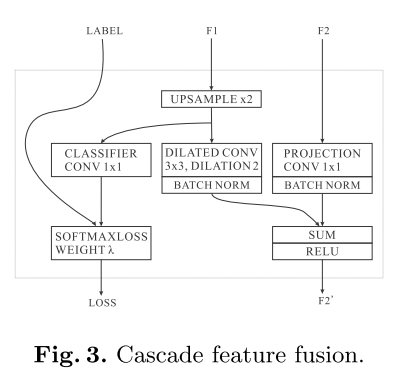 LABEL
F1
F2
UPSAMPLE x2
CLASSIFIER
CONV 1x1
DILATED CONV
3x3, DILATION 2
BATCH NORM
PROJECTION
CONV 1x1
BATCH NORM
SOFTMAXLOSS
WEIGHT λ
SUM
RELU
LOSS
F2'
Fig. 3. Cascade feature fusion.